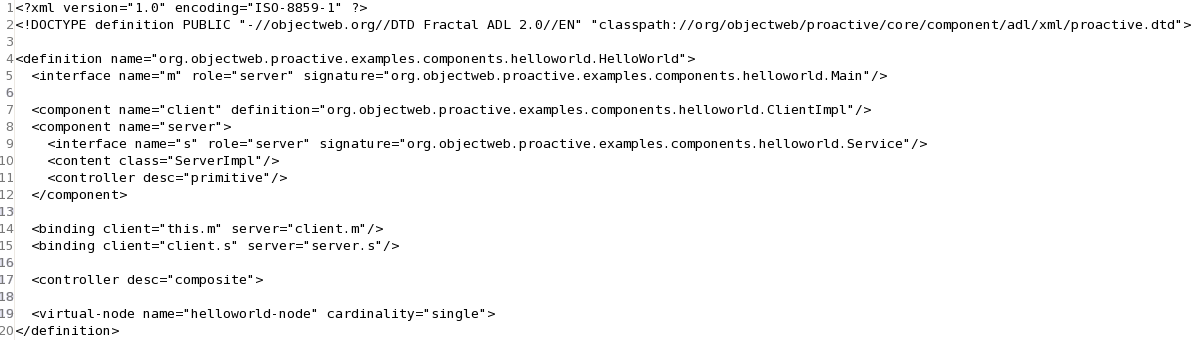 1 <?xml version="1.0" encoding="ISO-8859-1" ?>
2 <!DOCTYPE definition PUBLIC "-//objectweb.org//DTD Fractal ADL 2.0//EN" "classpath://org/objectweb/proactive/core/component/adl/xml/proactive.dtd">
3
4 <definition name="org.objectweb.proactive.examples.components.helloworld.HelloWorld">
5   <interface name="m" role="server" signature="org.objectweb.proactive.examples.components.helloworld.Main"/>
6
7   <component name="client" definition="org.objectweb.proactive.examples.components.helloworld.ClientImpl"/>
8   <component name="server">
9     <interface name="s" role="server" signature="org.objectweb.proactive.examples.components.helloworld.Service"/>
10     <content class="ServerImpl"/>
11     <controller desc="primitive"/>
12   </component>
13
14   <binding client="this.m" server="client.m"/>
15   <binding client="client.s" server="server.s"/>
16
17   <controller desc="composite">
18
19   <virtual-node name="helloworld-node" cardinality="single">
20 </definition>